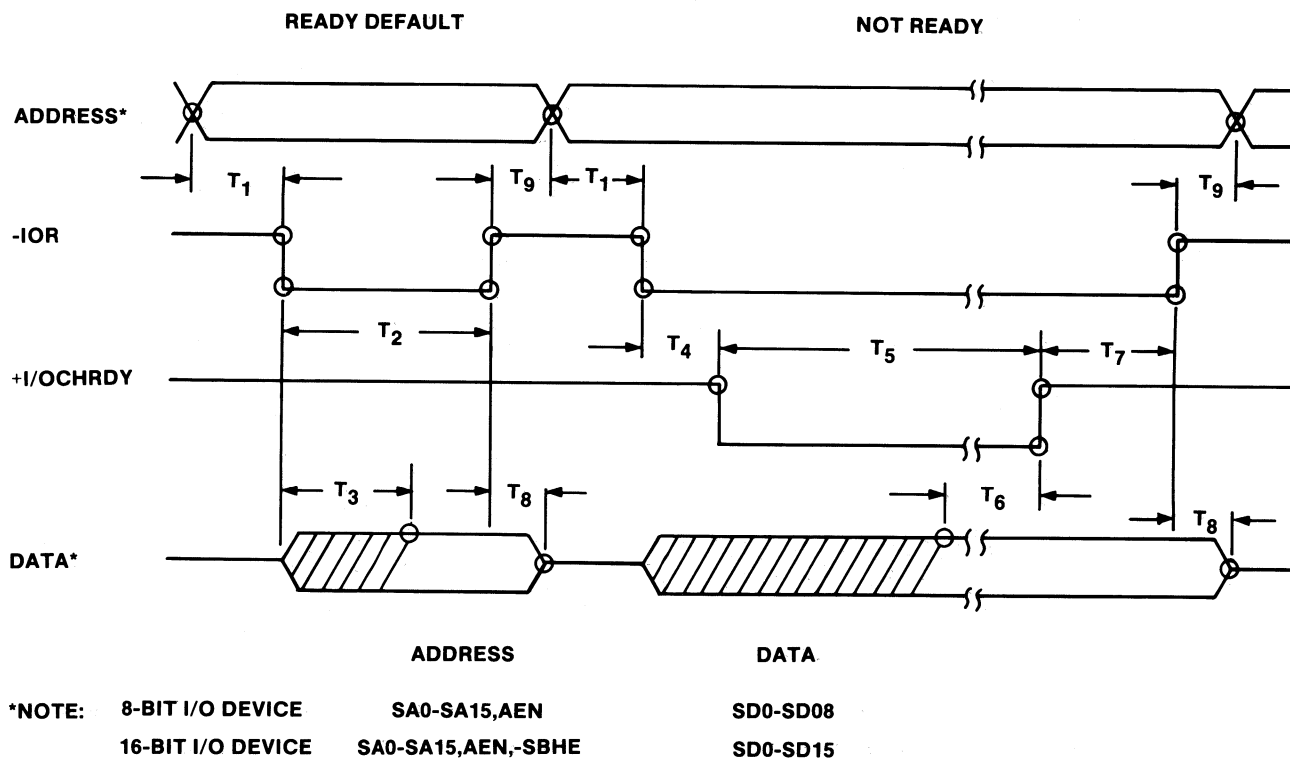 READY DEFAULT NOT READY
ADDRESS*
T1 T9 T1 T9
-IOR
T2 T4 T5 T7
+I/OCHRDY
T3 T8 T6 T8
DATA*
ADDRESS DATA
*NOTE: 8-BIT I/O DEVICE SA0-SA15,AEN SD0-SD08
16-BIT I/O DEVICE SA0-SA15,AEN,-SBHE SD0-SD15